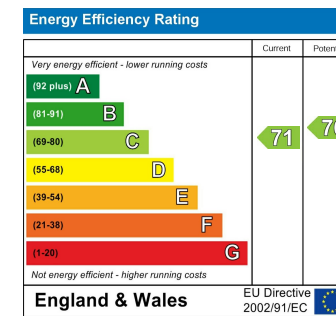 Energy Efficiency Rating
Current
Very energy efficient - lower running costs
(92 plus) A
(81-91) B
(69-80) C
71
(55-68) D
(39-54) E
(21-38) F
(1-20) G
Not energy efficient - higher running costs
England & Wales
EU Directive
2002/91/EC